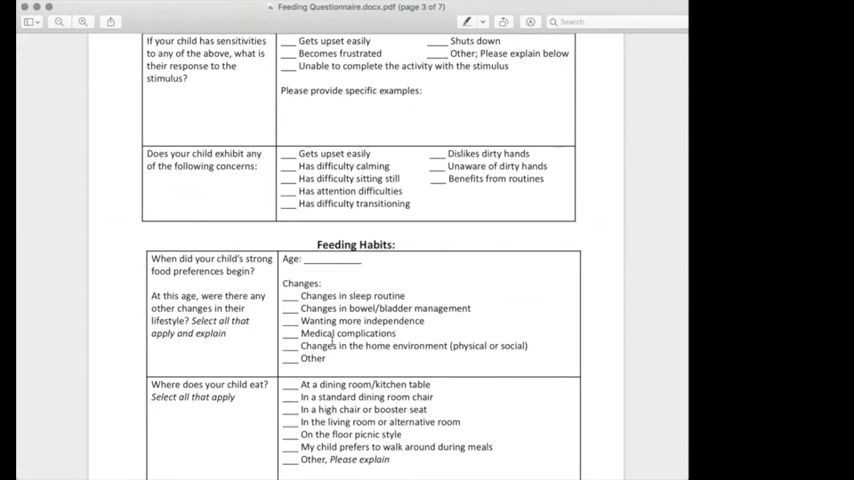 Feeding Questionnaire.docx.pdf (page 3 of 7)
Search
If your child has sensitivities
to any of the above, what is
their response to the
stimulus?
___ Gets upset easily ____ Shuts down
___ Becomes frustrated ____ Other; Please explain below
___ Unable to complete the activity with the stimulus
Please provide specific examples:
Does your child exhibit any
of the following concerns:
___ Gets upset easily ___ Dislikes dirty hands
___ Has difficulty calming ___ Unaware of dirty hands
___ Has difficulty sitting still ___ Benefits from routines
___ Has attention difficulties
___ Has difficulty transitioning
Feeding Habits:
When did your child's strong
food preferences begin?
At this age, were there any
other changes in their
lifestyle? Select all that
apply and explain
Age: ___________
Changes:
___ Changes in sleep routine
___ Changes in bowel/bladder management
___ Wanting more independence
___ Medical complications
___ Changes in the home environment (physical or social)
___ Other
Where does your child eat?
Select all that apply
___ At a dining room/kitchen table
___ In a standard dining room chair
___ In a high chair or booster seat
___ In the living room or alternative room
___ On the floor picnic style
___ My child prefers to walk around during meals
___ Other, Please explain